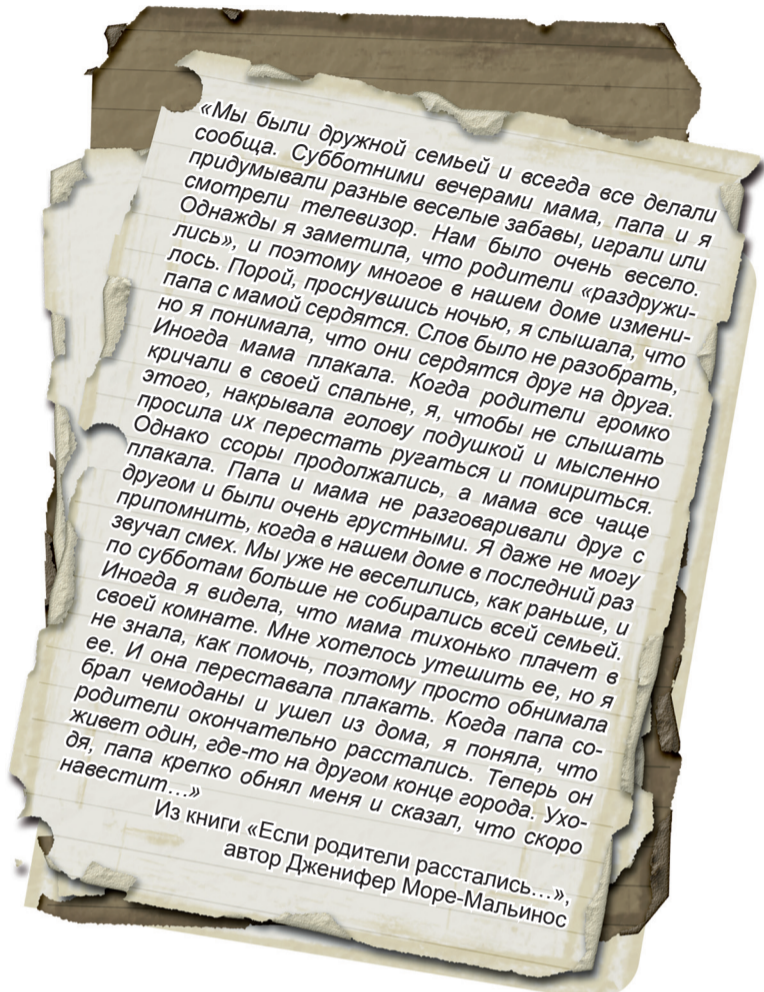 «Мы были дружной семьей и всегда все делали
сообща. Субботними вечерами мама, папа и я
придумывали разные веселые забавы, играли или
смотрели телевизор. Нам было очень весело.
Однажды я заметила, что родители «раздружи-
лись», и поэтому многое в нашем доме измени-
лось. Порой, проснувшись ночью, я слышала, что
папа с мамой сердятся. Слов было не разобрать,
но я понимала, что они сердятся друг на друга.
Иногда мама плакала. Когда родители громко
кричали в своей спальне, я, чтобы не слышать
этого, накрывала голову подушкой и мысленно
просила их перестать ругаться и помириться.
Однако ссоры продолжались, а мама все чаще
плакала. Папа и мама не разговаривали друг с
другом и были очень грустными. Я даже не могу
припомнить, когда в нашем доме в последний раз
звучал смех. Мы уже не веселились, как раньше, и
по субботам больше не собирались всей семьей.
Иногда я видела, что мама тихонько плачет в
своей комнате. Мне хотелось утешить ее, но я
не знала, как помочь, поэтому просто обнимала
ее. И она переставала плакать. Когда папа со-
брал чемоданы и ушел из дома, я поняла, что
родители окончательно расстались. Теперь он
живет один, где-то на другом конце города. Ухо-
дя, папа крепко обнял меня и сказал, что скоро
навестит…»
Из книги «Если родители расстались…»,
автор Дженифер Море-Мальинос